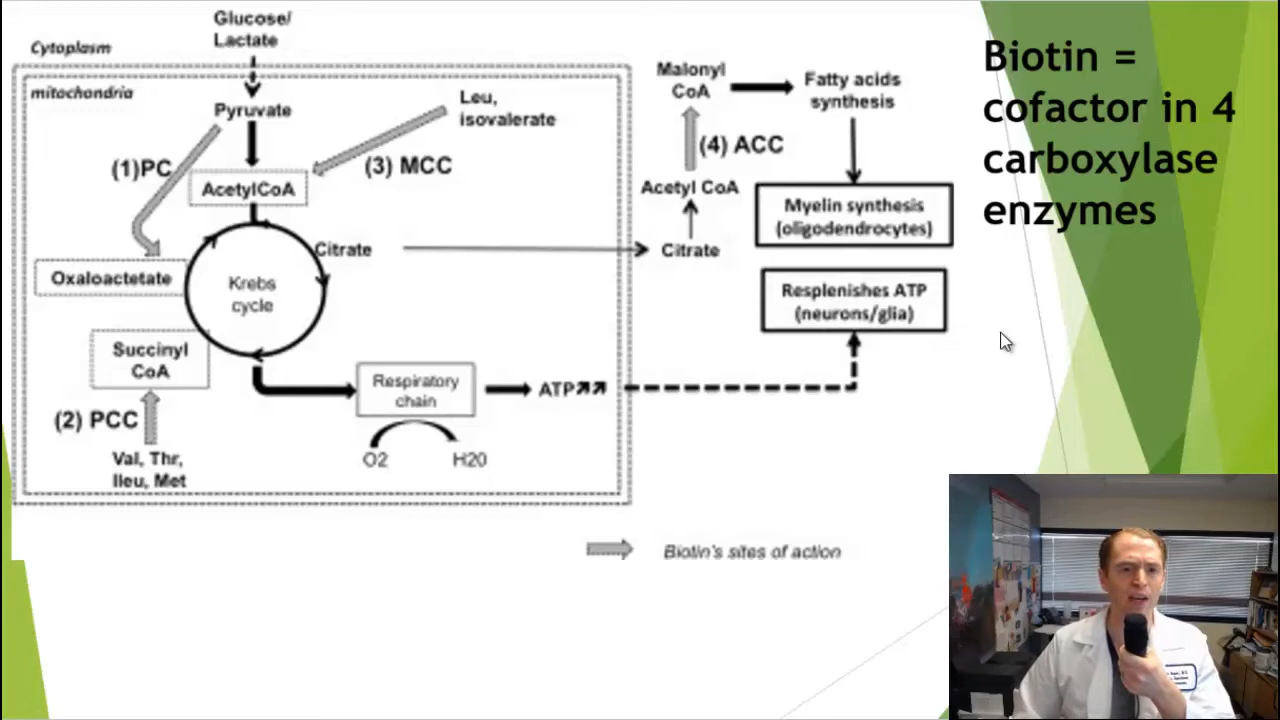 Biotin =
cofactor in 4
carboxylase
enzymes
Glucose/
Lactate
Cytoplasm
mitochondria
Pyruvate
Leu,
isovalerate
(1)PC
(3) MCC
AcetylCoA
Citrate
Oxaloactetate
Krebs
cycle
Succinyl
CoA
(2) PCC
Val, Thr,
Ileu, Met
Respiratory
chain
O2
H20
ATP
Malonyl
CoA
Fatty acids
synthesis
(4) ACC
Acetyl CoA
Citrate
Myelin synthesis
(oligodendrocytes)
Resplenishes ATP
(neurons/glia)
Biotin's sites of action